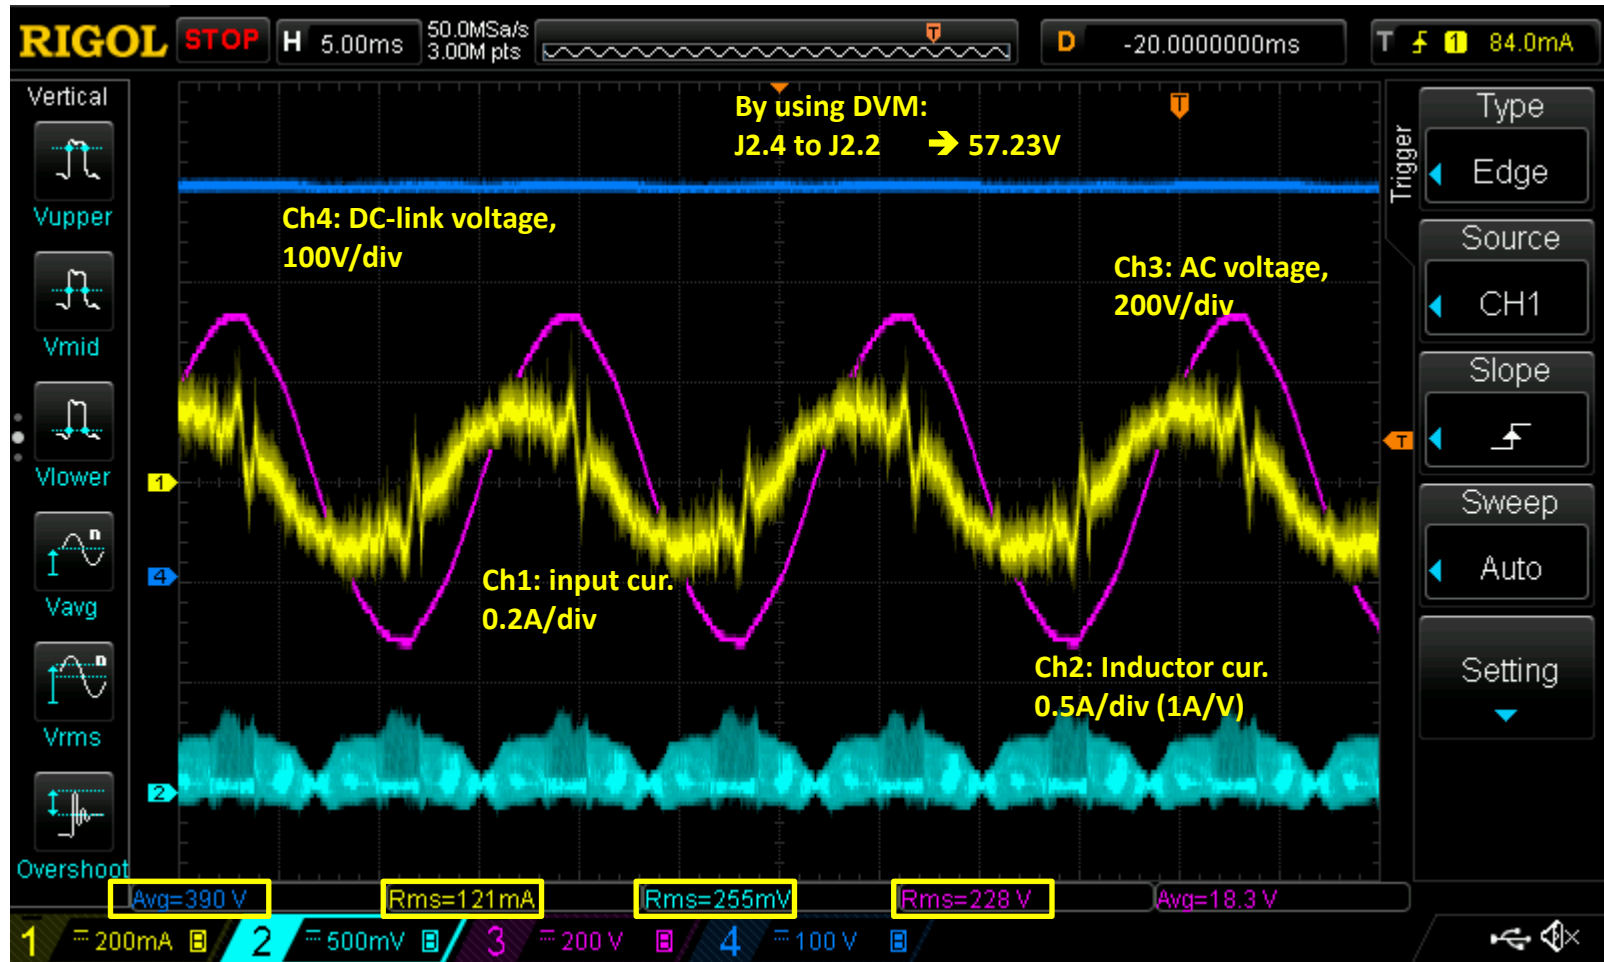 RIGOL STOP H 5.00ms 50.0MSa/s D -20.0000000ms T 1 84.0mA
3.00M pts
T
Vertical
Vupper
Vmid
Vlower
Vavg
n
Vrms
n
Overshoot
By using DVM:
J2.4 to J2.2 ➔ 57.23V
T
Ch4: DC-link voltage,
100V/div
Ch3: AC voltage,
200V/div
1
T
4
Ch1: input cur.
0.2A/div
Ch2: Inductor cur.
0.5A/div (1A/V)
2
Trigger
Type
Edge
Source
CH1
Slope
Sweep
Auto
Setting
Avg=390 V Rms=121mA Rms=255mV Rms=228 V Avg=18.3 V
1 200mA B 2 500mV B 3 200 V B 4 100 V B